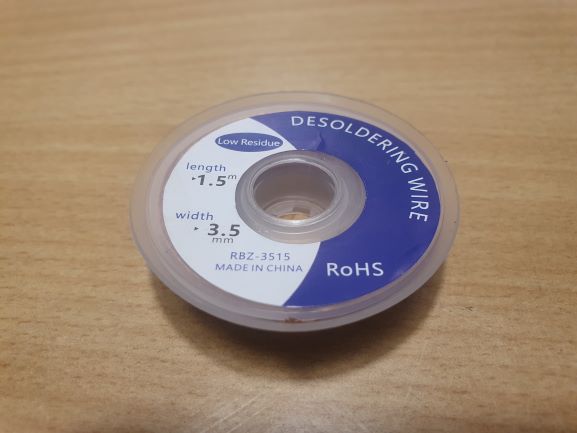 DESOLDERING WIRE
Low Residue
length
▸1.5m
width
▸ 3.5
mm
RBZ-3515
MADE IN CHINA
RoHS